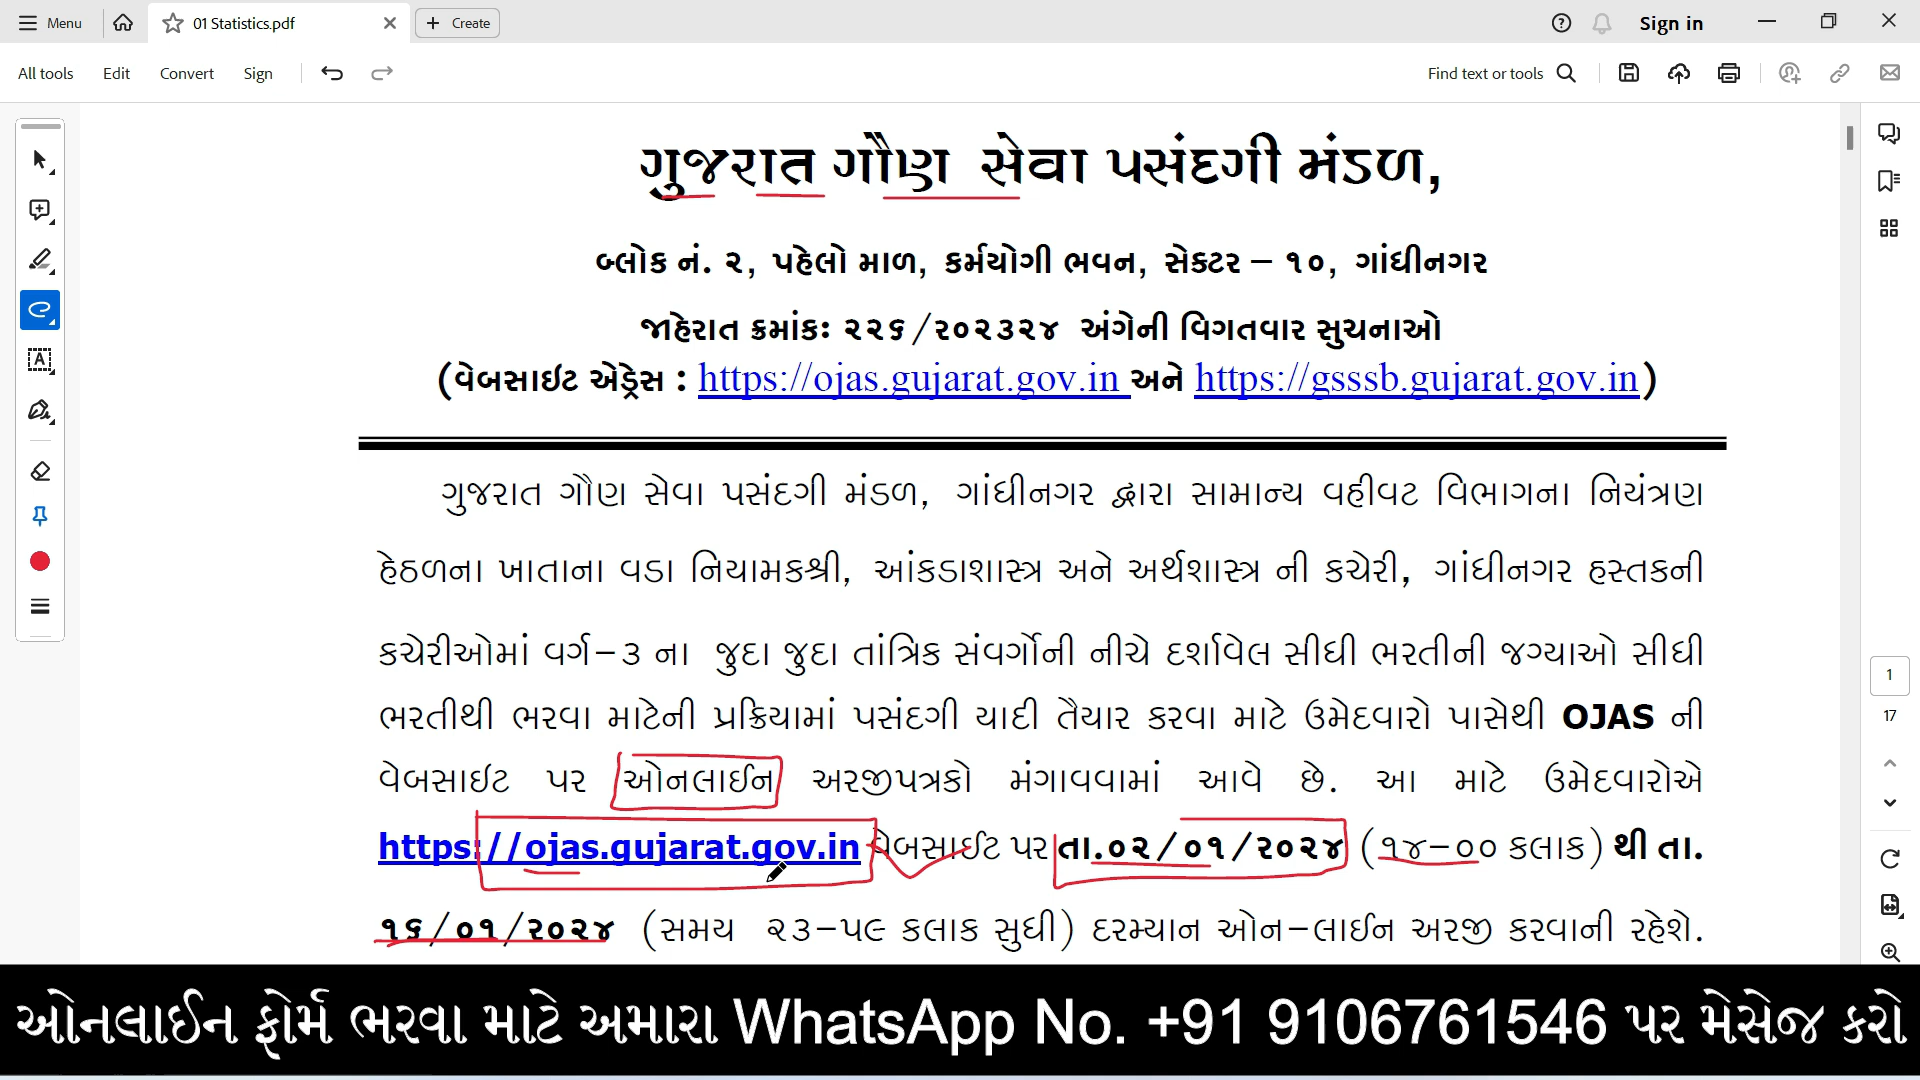 Menu
01 Statistics.pdf
Create
Sign in
All tools
Edit
Convert
Sign
Find text or tools
ગુજરાત ગૌણ સેવા પસંદગી મંડળ,
બ્લોક નં. ૨, પહેલો માળ, કર્મયોગી ભવન, સેક્ટર – ૧૦, ગાંધીનગર
જાહેરાત ક્રમાંકઃ ૨૨૬/૨૦૨૩૨૪ અંગેની વિગતવાર સુચનાઓ
(વેબસાઈટ એડ્રેસ : https://ojas.gujarat.gov.in અને https://gsssb.gujarat.gov.in)
ગુજરાત ગૌણ સેવા પસંદગી મંડળ, ગાંધીનગર દ્વારા સામાન્ય વહીવટ વિભાગના નિયંત્રણ
હેઠળના ખાતાના વડા નિયામકશ્રી, આંકડાશાસ્ત્ર અને અર્થશાસ્ત્ર ની કચેરી, ગાંધીનગર હસ્તકની
કચેરીઓમાં વર્ગ–૩ ના જુદા જુદા તાંત્રિક સંવર્ગોની નીચે દર્શાવેલ સીધી ભરતીની જગ્યાઓ સીધી
ભરતીથી ભરવા માટેની પ્રક્રિયામાં પસંદગી યાદી તૈયાર કરવા માટે ઉમેદવારો પાસેથી OJAS ની
વેબસાઈટ પર ઓનલાઈન અરજીપત્રકો મંગાવવામાં આવે છે. આ માટે ઉમેદવારોએ
https://ojas.gujarat.gov.in વેબસાઈટ પર તા.૦૨/૦૧/૨૦૨૪ (૧૪–૦૦ કલાક) થી તા.
૧૬/૦૧/૨૦૨૪ (સમય ૨૩–૫૯ કલાક સુધી) દરમ્યાન ઓન–લાઈન અરજી કરવાની રહેશે.
1
17
ઓનલાઈન ફોર્મ ભરવા માટે અમારા WhatsApp No. +91 9106761546 પર મેસેજ કરો